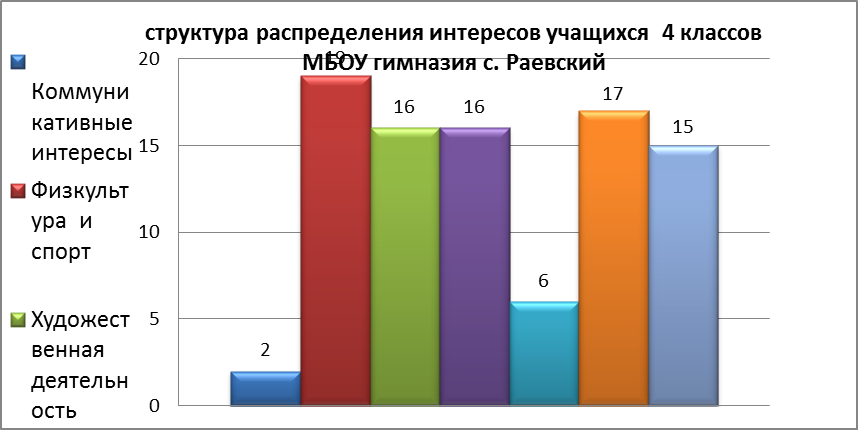 структура распределения интересов учащихся 4 классов
МБОУ гимназия с. Раевский
Коммуни
кативные
интересы
Физкульт
ура и
спорт
Художест
венная
деятельн
ость
20
15
10
5
0
2
19
16
16
6
17
15